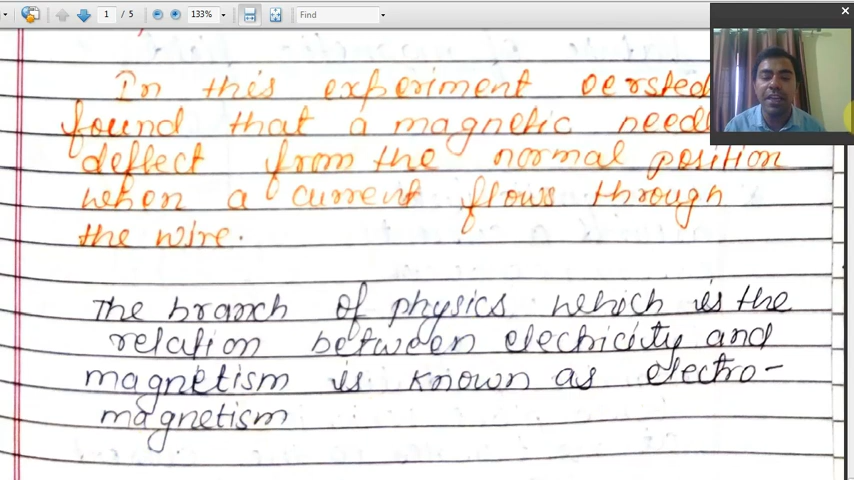 1 / 5
133%
Find
In this experiment oersted
found that a magnetic
deflect from the normal position
when a current flows through
the wire.
The branch of physics which is the
relation between electricity and
magnetism is known as electro-
magnetism